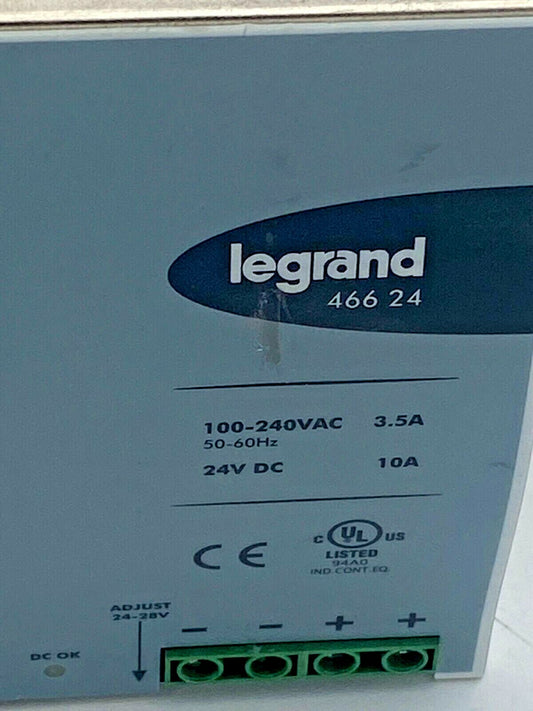 legrand
466 24
100-240VAC 3.5A
50-60Hz
24V DC 10A
CE
C UL US
LISTED
94A0
IND.CONT.EQ.
ADJUST
24-28V
- - + +
DC OK